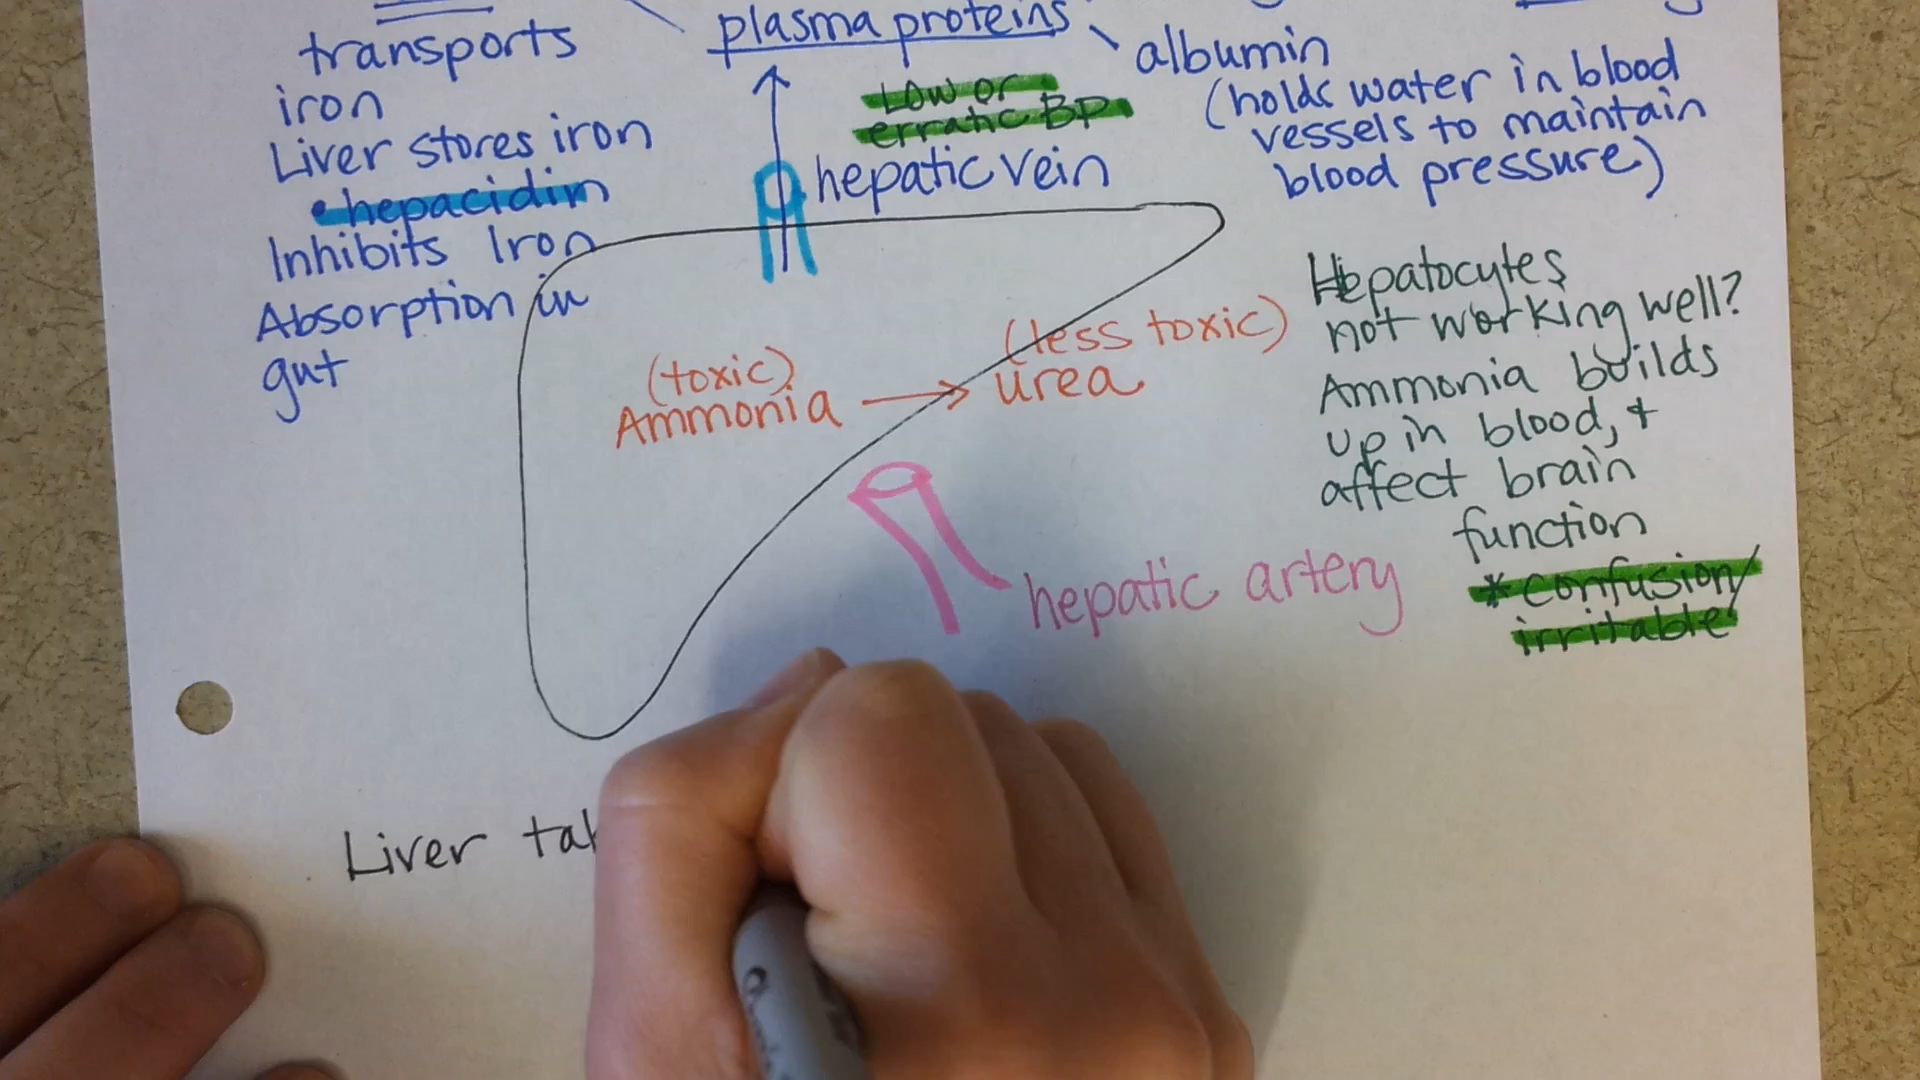 transports
iron
Liver stores iron
• hepacidin
Inhibits Iron
Absorption in
gut
plasma proteins
Low or
erratic BP
hepatic vein
albumin
(holds water in blood
vessels to maintain
blood pressure)
(toxic)
Ammonia → urea
(less toxic)
hepatic artery
Hepatocytes
not working well?
Ammonia builds
up in blood, +
affect brain
function
*confusion/
irritable
Liver tak